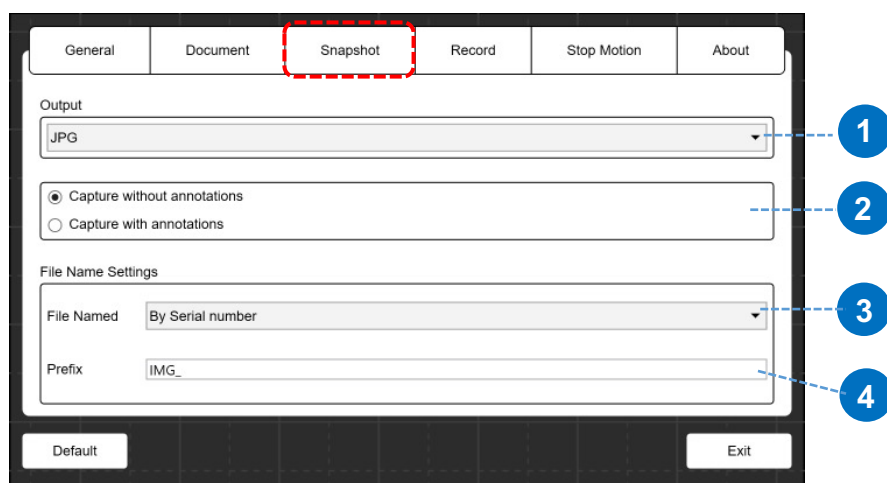 General Document Snapshot Record Stop Motion About
Output
JPG
1
Capture without annotations
Capture with annotations
2
File Name Settings
File Named By Serial number
3
Prefix IMG_
4
Default Exit